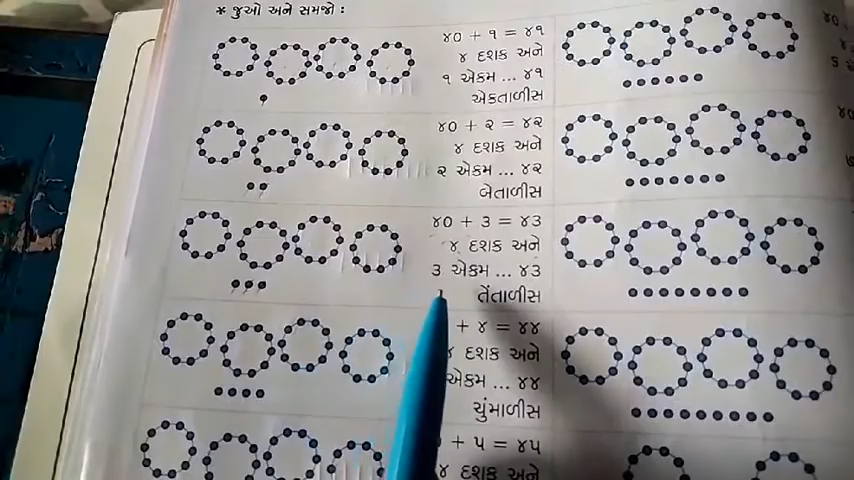 * જુઓ અને સમજો :
૪૦ + ૧ = ૪૧
૪ દશક અને
૧ એકમ ... ૪૧
એકતાળીસ
૪૦ + ૨ = ૪૨
૪ દશક અને
૨ એકમ ... ૪૨
બેતાળીસ
૪૦ + ૩ = ૪૩
૪ દશક અને
૩ એકમ ... ૪૩
તેંતાળીસ
+ ૪ = ૪૪
૪ દશક અને
એકમ ... ૪૪
ચુંમાળીસ
૦ + ૫ = ૪૫
૪ દશક અને